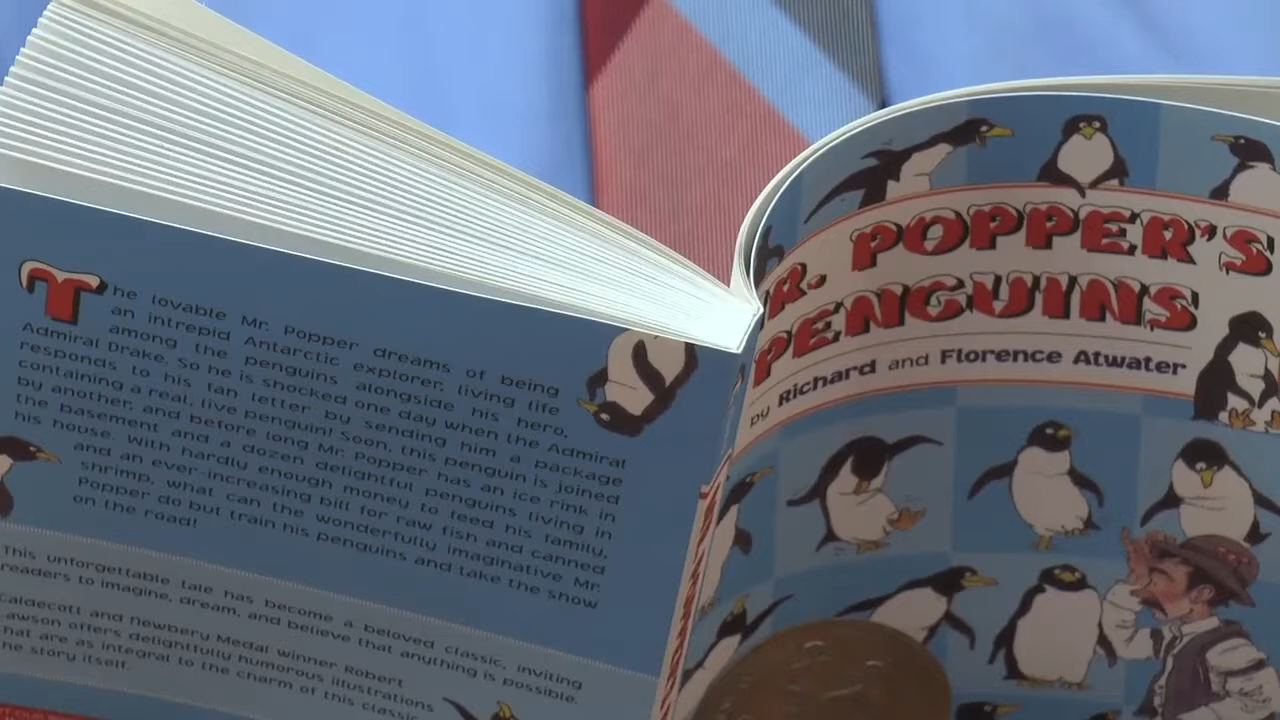 The lovable Mr. Popper dreams of being
an intrepid Antarctic explorer, living life
among the penguins alongside his hero,
Admiral Drake. So he is shocked one day when the Admiral
responds to his fan letter by sending him a package
containing a real, live penguin! Soon, this penguin is joined
by another, and before long Mr. Popper has an ice rink in
the basement and a dozen delightful penguins living in
his house. With hardly enough money to feed his family,
and an ever-increasing bill for raw fish and canned
shrimp, what can the wonderfully imaginative Mr.
Popper do but train his penguins and take the show
on the road!
This unforgettable tale has become a beloved classic, inviting
readers to imagine, dream, and believe that anything is possible.
Caldecott and Newbery Medal winner Robert
awson offers delightfully humorous illustrations
hat are as integral to the charm of this classic
he story itself.
R. POPPER'S
PENGUINS
by Richard and Florence Atwater